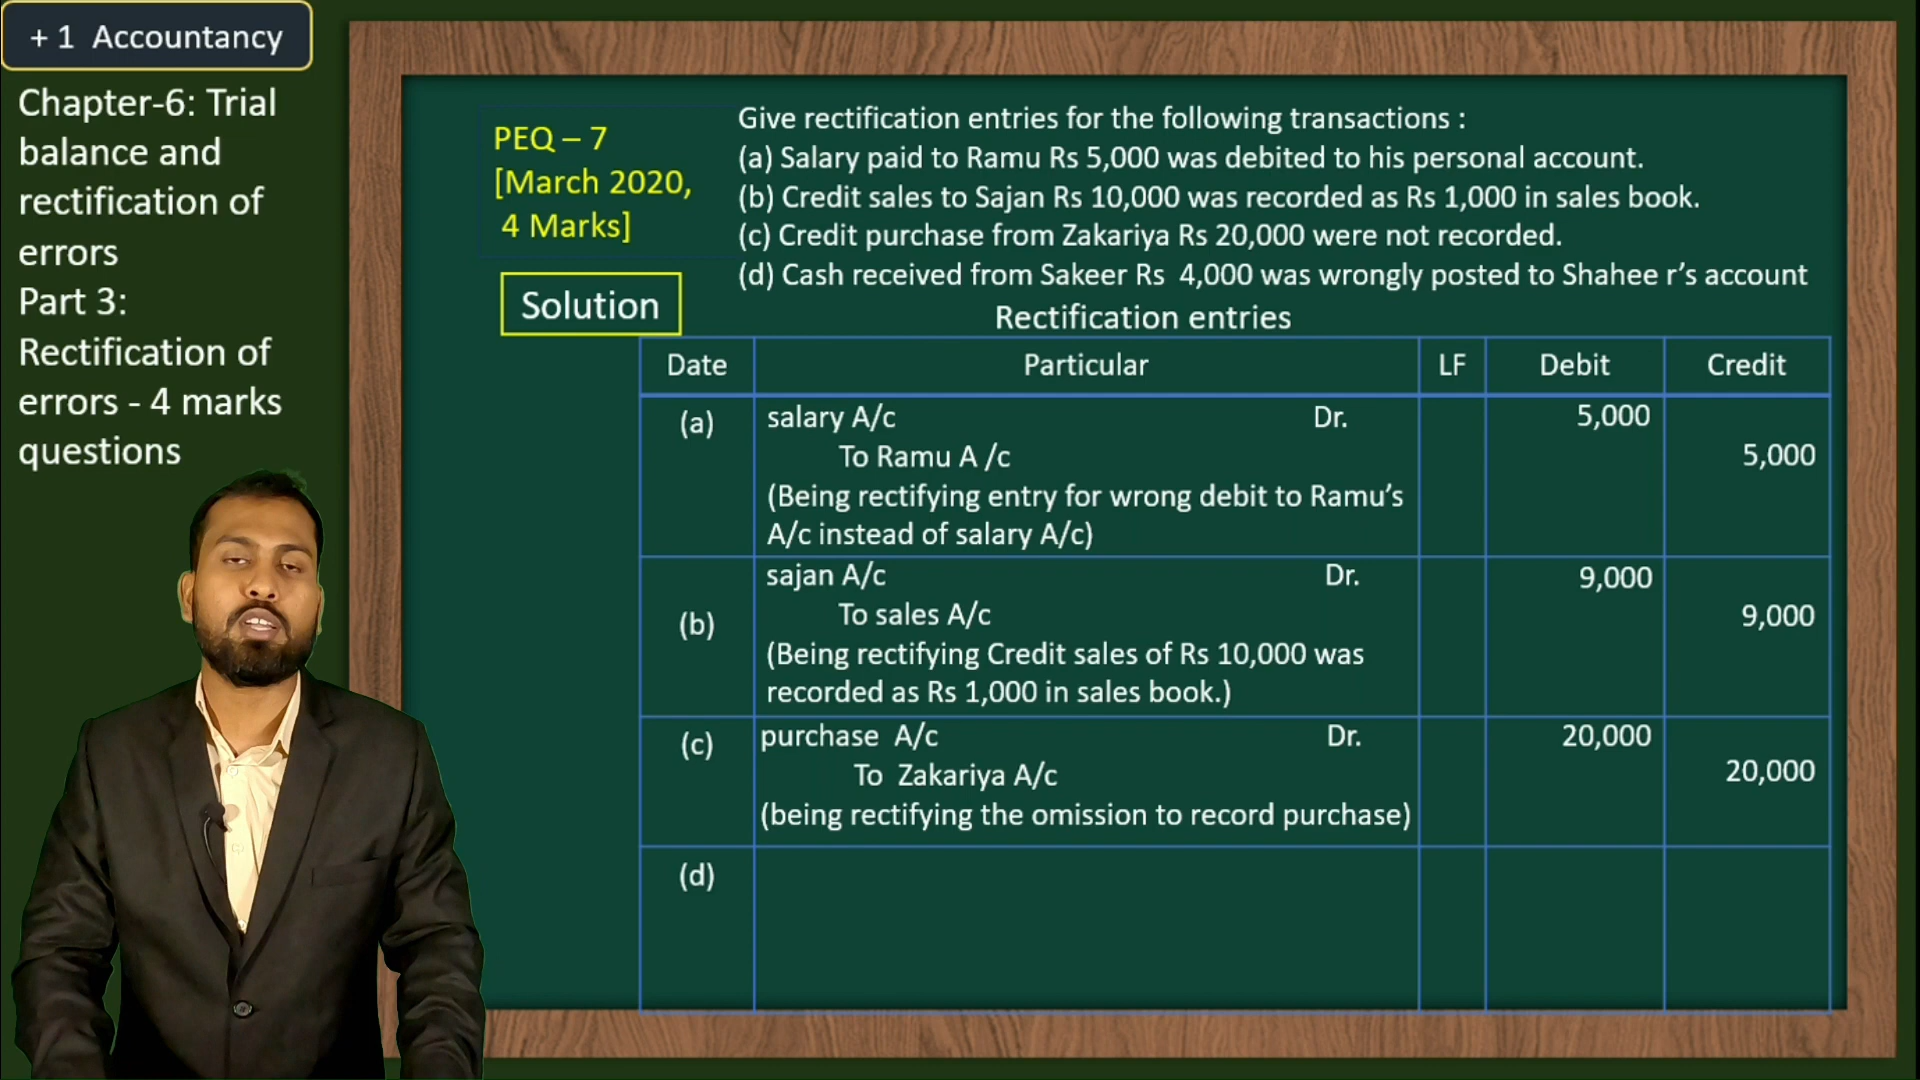 + 1 Accountancy
Chapter-6: Trial
balance and
rectification of
errors
Part 3:
Rectification of
errors - 4 marks
questions
PEQ – 7
[March 2020,
4 Marks]
Give rectification entries for the following transactions :
(a) Salary paid to Ramu Rs 5,000 was debited to his personal account.
(b) Credit sales to Sajan Rs 10,000 was recorded as Rs 1,000 in sales book.
(c) Credit purchase from Zakariya Rs 20,000 were not recorded.
(d) Cash received from Sakeer Rs 4,000 was wrongly posted to Shahee r’s account
Solution
Rectification entries
Date Particular LF Debit Credit
(a) salary A/c Dr. 5,000
To Ramu A /c 5,000
(Being rectifying entry for wrong debit to Ramu’s
A/c instead of salary A/c)
sajan A/c Dr. 9,000
(b) To sales A/c 9,000
(Being rectifying Credit sales of Rs 10,000 was
recorded as Rs 1,000 in sales book.)
(c) purchase A/c Dr. 20,000
To Zakariya A/c 20,000
(being rectifying the omission to record purchase)
(d)